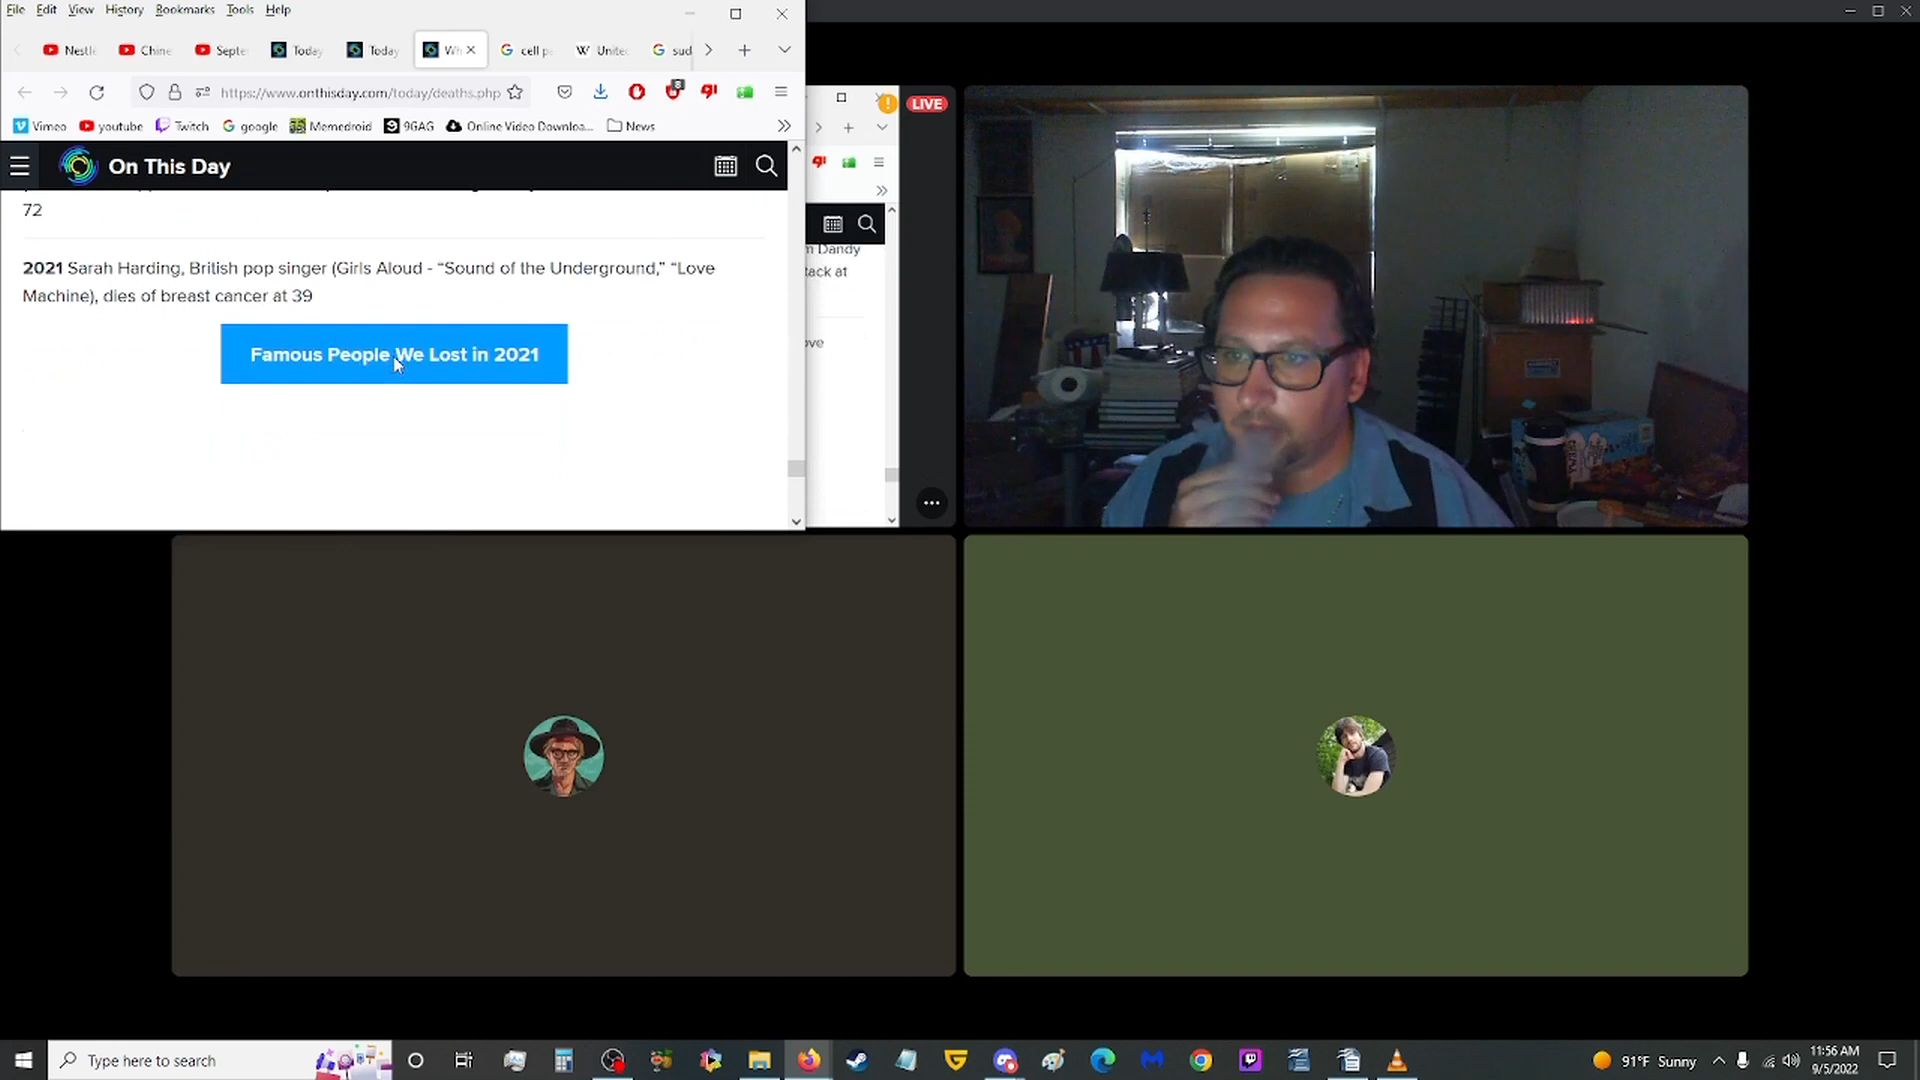 File Edit View History Bookmarks Tools Help
Nestle
Chine
Septe
Today
Today
Wh
cell p
W Unite
sud
https://www.onthisday.com/today/deaths.php
Vimeo
youtube
Twitch
google
Memedroid
9GAG
Online Video Downloa...
News
On This Day
72
2021 Sarah Harding, British pop singer (Girls Aloud - “Sound of the Underground,” “Love
Machine), dies of breast cancer at 39
Famous People We Lost in 2021
LIVE
m Dandy
tack at
ove
Type here to search
91°F Sunny
11:56 AM
9/5/2022